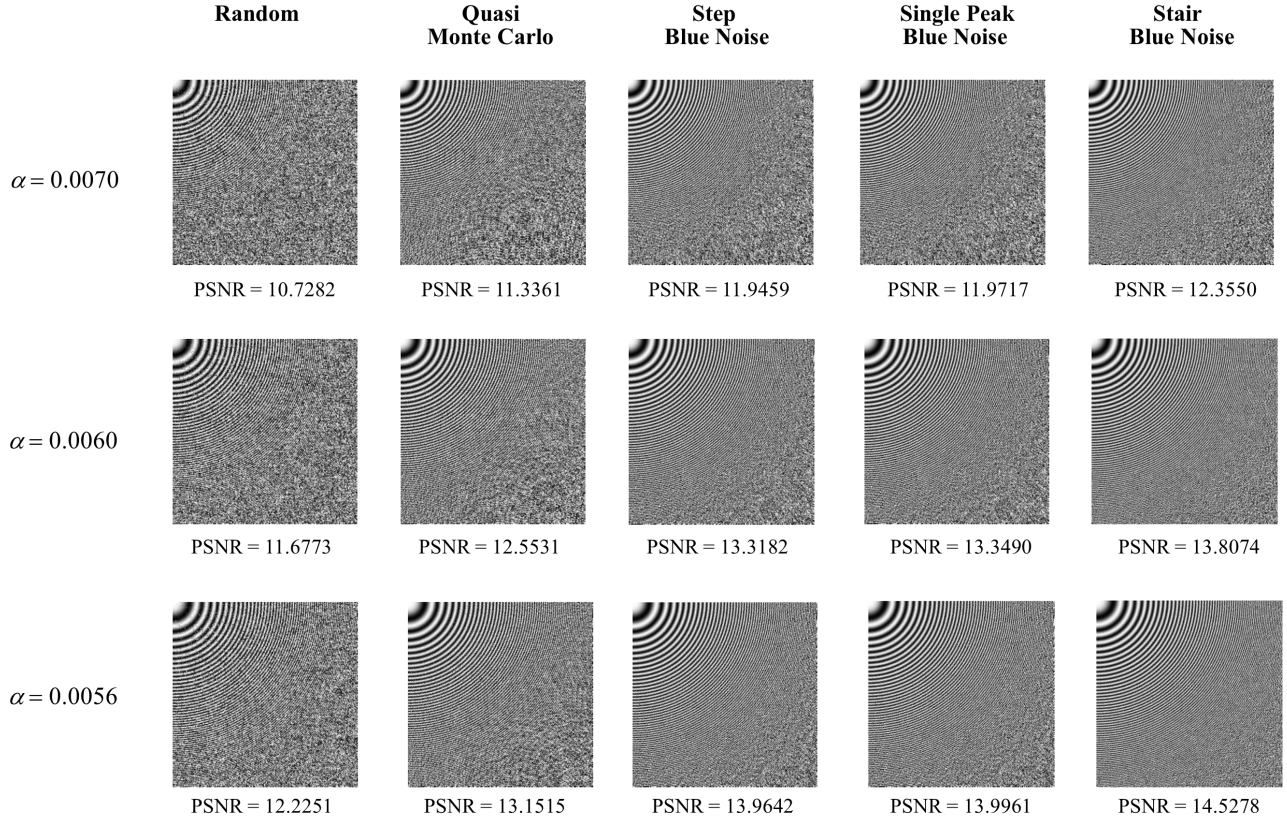 Random
Quasi
Monte Carlo
Step
Blue Noise
Single Peak
Blue Noise
Stair
Blue Noise
α = 0.0070
PSNR = 10.7282
PSNR = 11.3361
PSNR = 11.9459
PSNR = 11.9717
PSNR = 12.3550
α = 0.0060
PSNR = 11.6773
PSNR = 12.5531
PSNR = 13.3182
PSNR = 13.3490
PSNR = 13.8074
α = 0.0056
PSNR = 12.2251
PSNR = 13.1515
PSNR = 13.9642
PSNR = 13.9961
PSNR = 14.5278